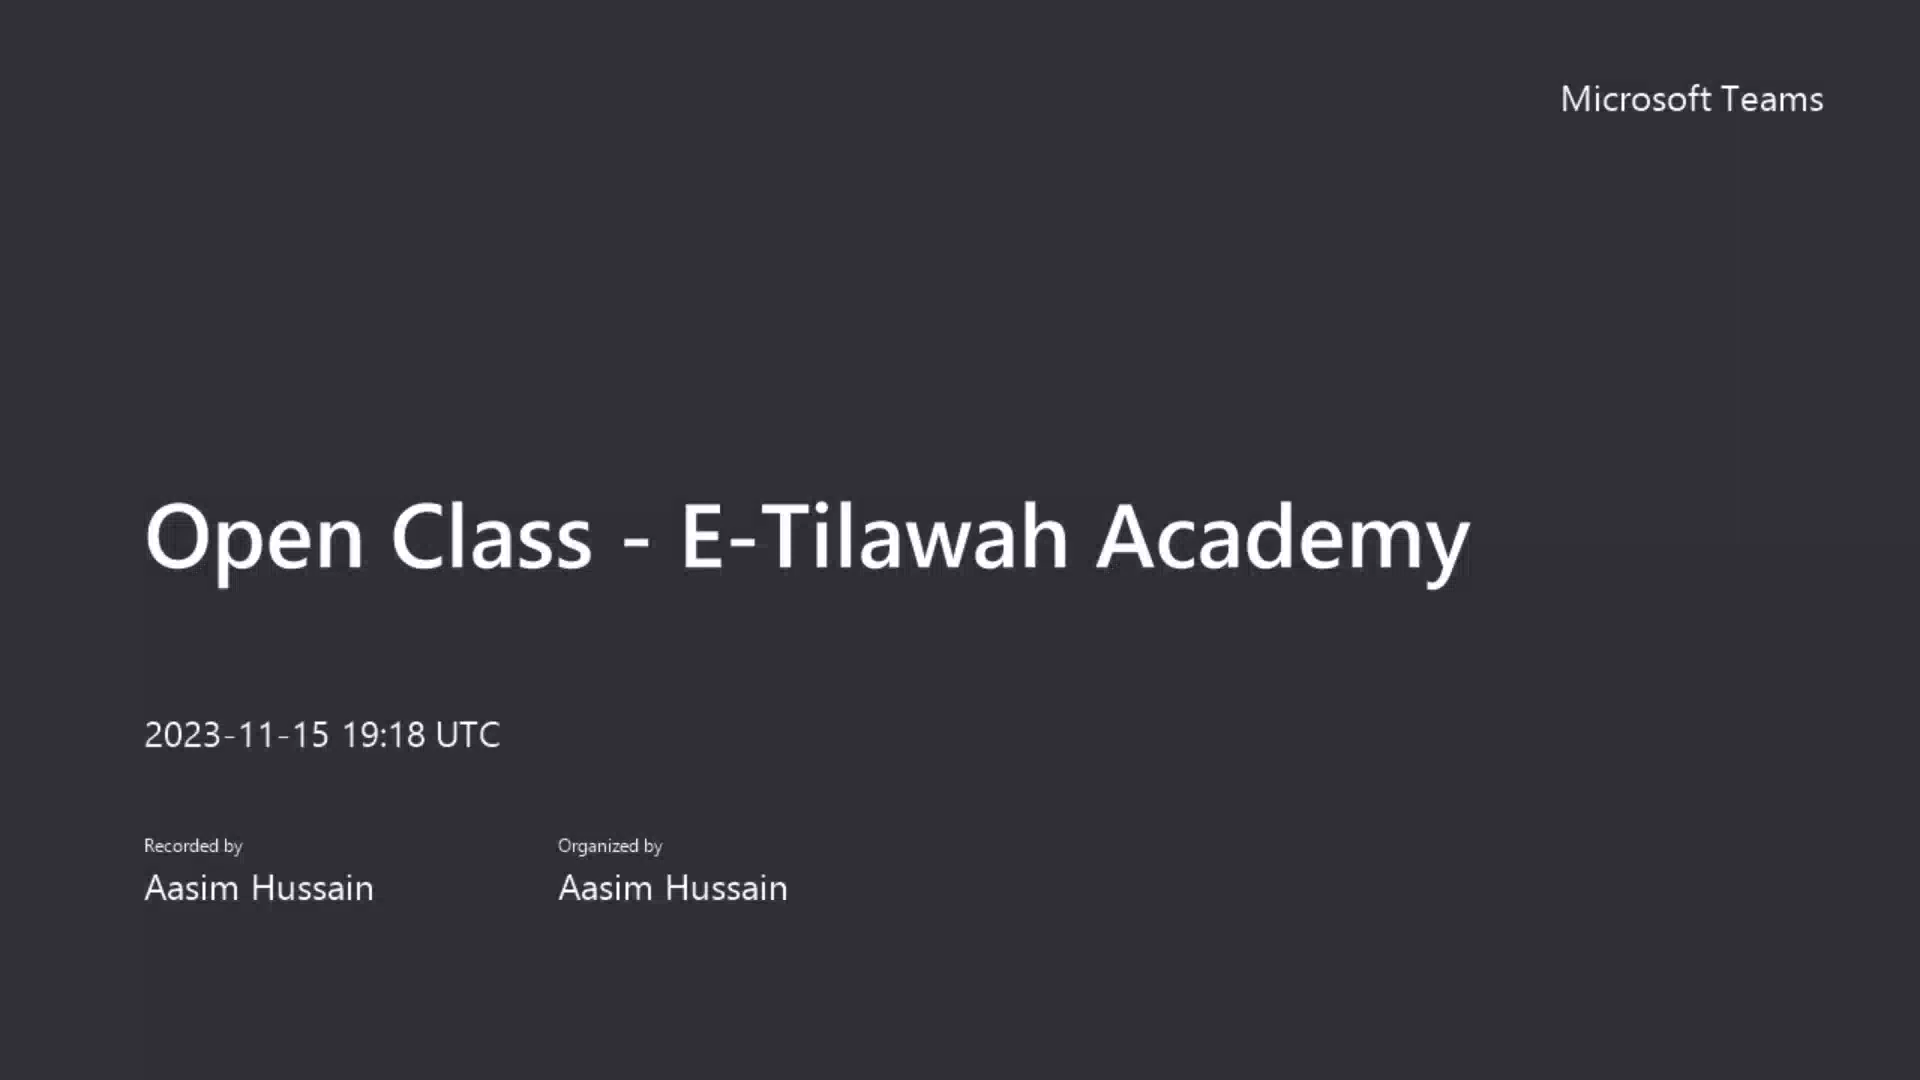 Microsoft Teams
Open Class - E-Tilawah Academy
2023-11-15 19:18 UTC
Recorded by
Aasim Hussain
Organized by
Aasim Hussain